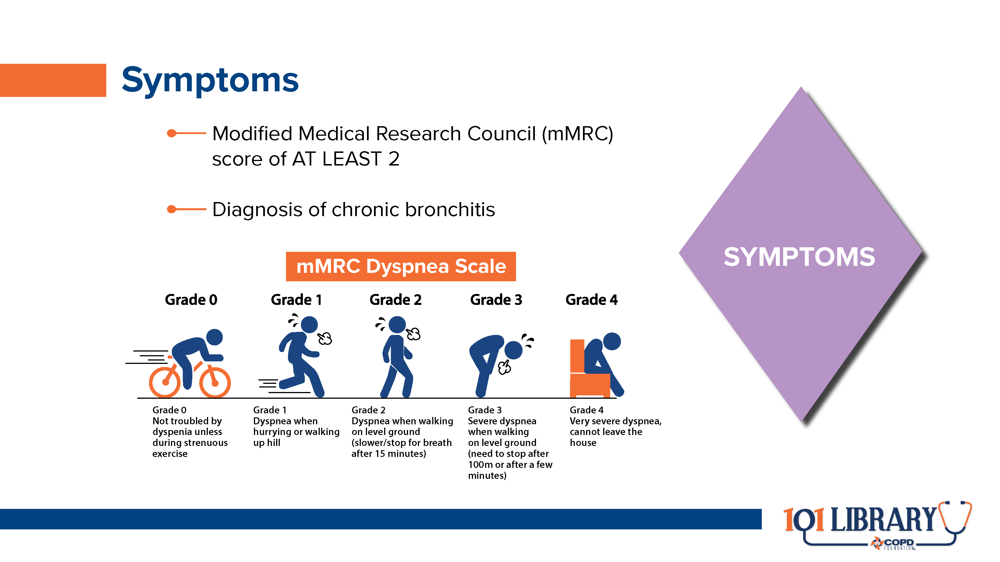 Symptoms
Modified Medical Research Council (mMRC)
score of AT LEAST 2
Diagnosis of chronic bronchitis
SYMPTOMS
mMRC Dyspnea Scale
Grade 0
Grade 1
Grade 2
Grade 3
Grade 4
Grade 0
Not troubled by
dyspenia unless
during strenuous
exercise
Grade 1
Dyspnea when
hurrying or walking
up hill
Grade 2
Dyspnea when walking
on level ground
(slower/stop for breath
after 15 minutes)
Grade 3
Severe dyspnea
when walking
on level ground
(need to stop after
100m or after a few
minutes)
Grade 4
Very severe dyspnea,
cannot leave the
house
101 LIBRARY
COPD
FOUNDATION®